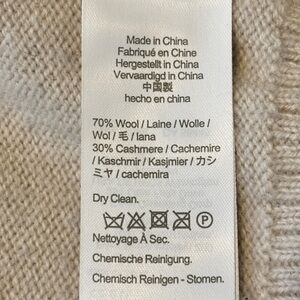 Made in China
Fabriqué en Chine
Hergestellt in China
Vervaardigd in China
中国製
hecho en china
70% Wool / Laine / Wolle /
Wol / 毛 / lana
30% Cashmere / Cachemire
/ Kaschmir / Kasjmier / カシ
ミヤ / cachemira
Dry Clean.
P
Nettoyage À Sec.
Chemische Reinigung.
Chemisch Reinigen - Stomen.